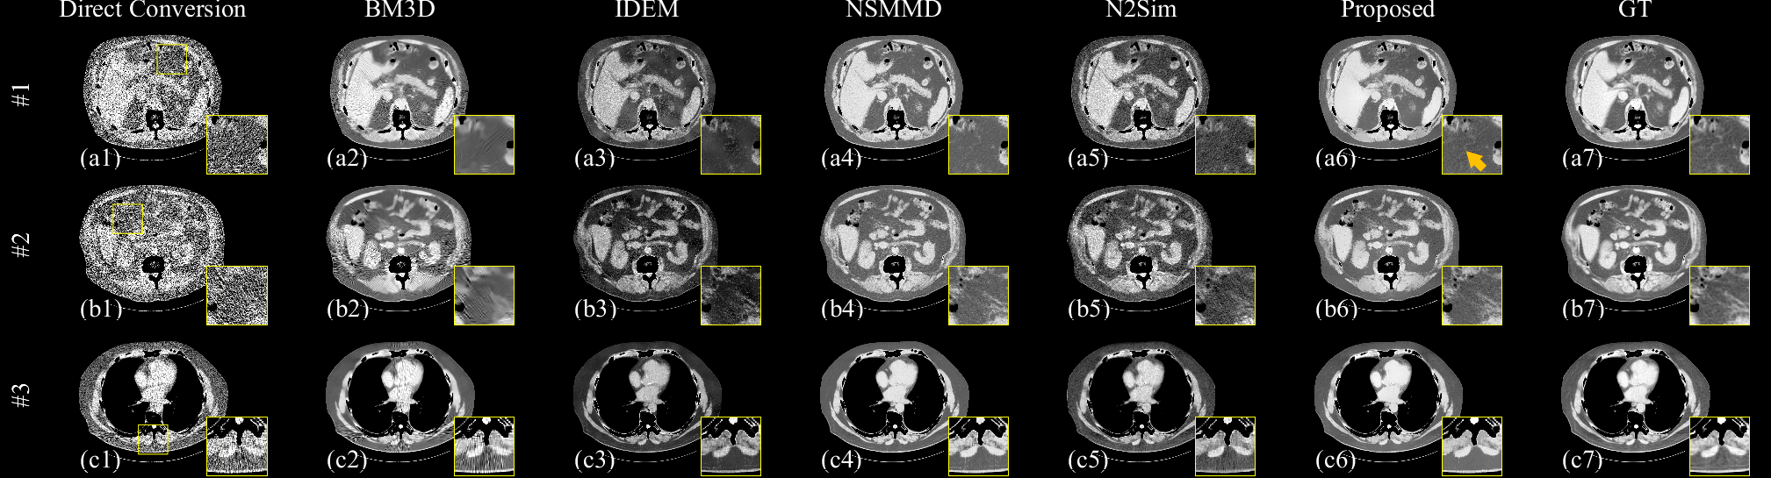 Direct Conversion BM3D IDEM NSMMD N2Sim Proposed GT
#1
(a1) (a2) (a3) (a4) (a5) (a6) (a7)
#2
(b1) (b2) (b3) (b4) (b5) (b6) (b7)
#3
(c1) (c2) (c3) (c4) (c5) (c6) (c7)